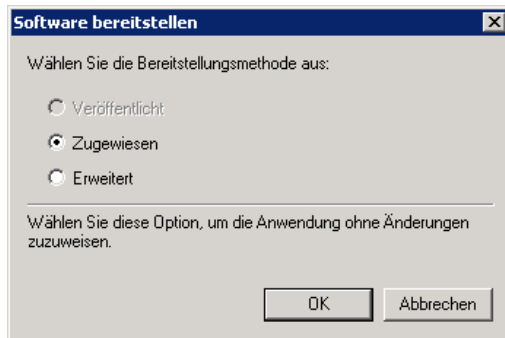 Software bereitstellen
Wählen Sie die Bereitstellungsmethode aus:
Veröffentlicht
Zugewiesen
Erweitert
Wählen Sie diese Option, um die Anwendung ohne Änderungen
zuzuweisen.
OK Abbrechen